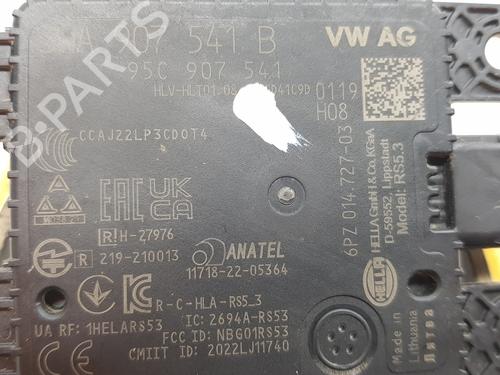 907 541 B
VW AG
95C 907 541
0119
H08
CCAJ22LP3CD0T4
EAC UK CA
R H-27976
R 219-210013
ANATEL
11718-22-05364
R-C-HLA-RS5_3
UA RF: 1HELARS53
IC: 2694A-RS53
FCC ID: NBG01RS53
CMIIT ID: 2022LJ11740
6PZ 014.727-03
HELLA GmbH & Co. KGaA
D-59552, Lippstadt
Model: RS5.3
HELLA
Made in
Lithuania
Литва
B-PARTS